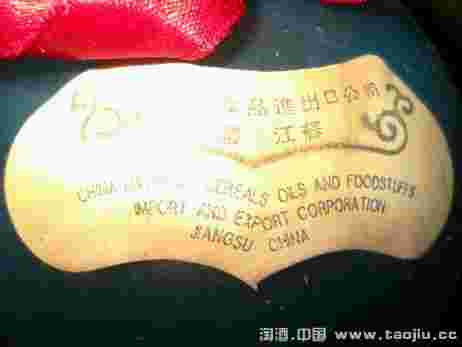 品進出口公司
江蘇
CHINA CEREALS OILS AND FOODSTUFFS
IMPORT AND EXPORT CORPORATION
JIANGSU CHINA
淘酒.中国 www.taojiu.cc